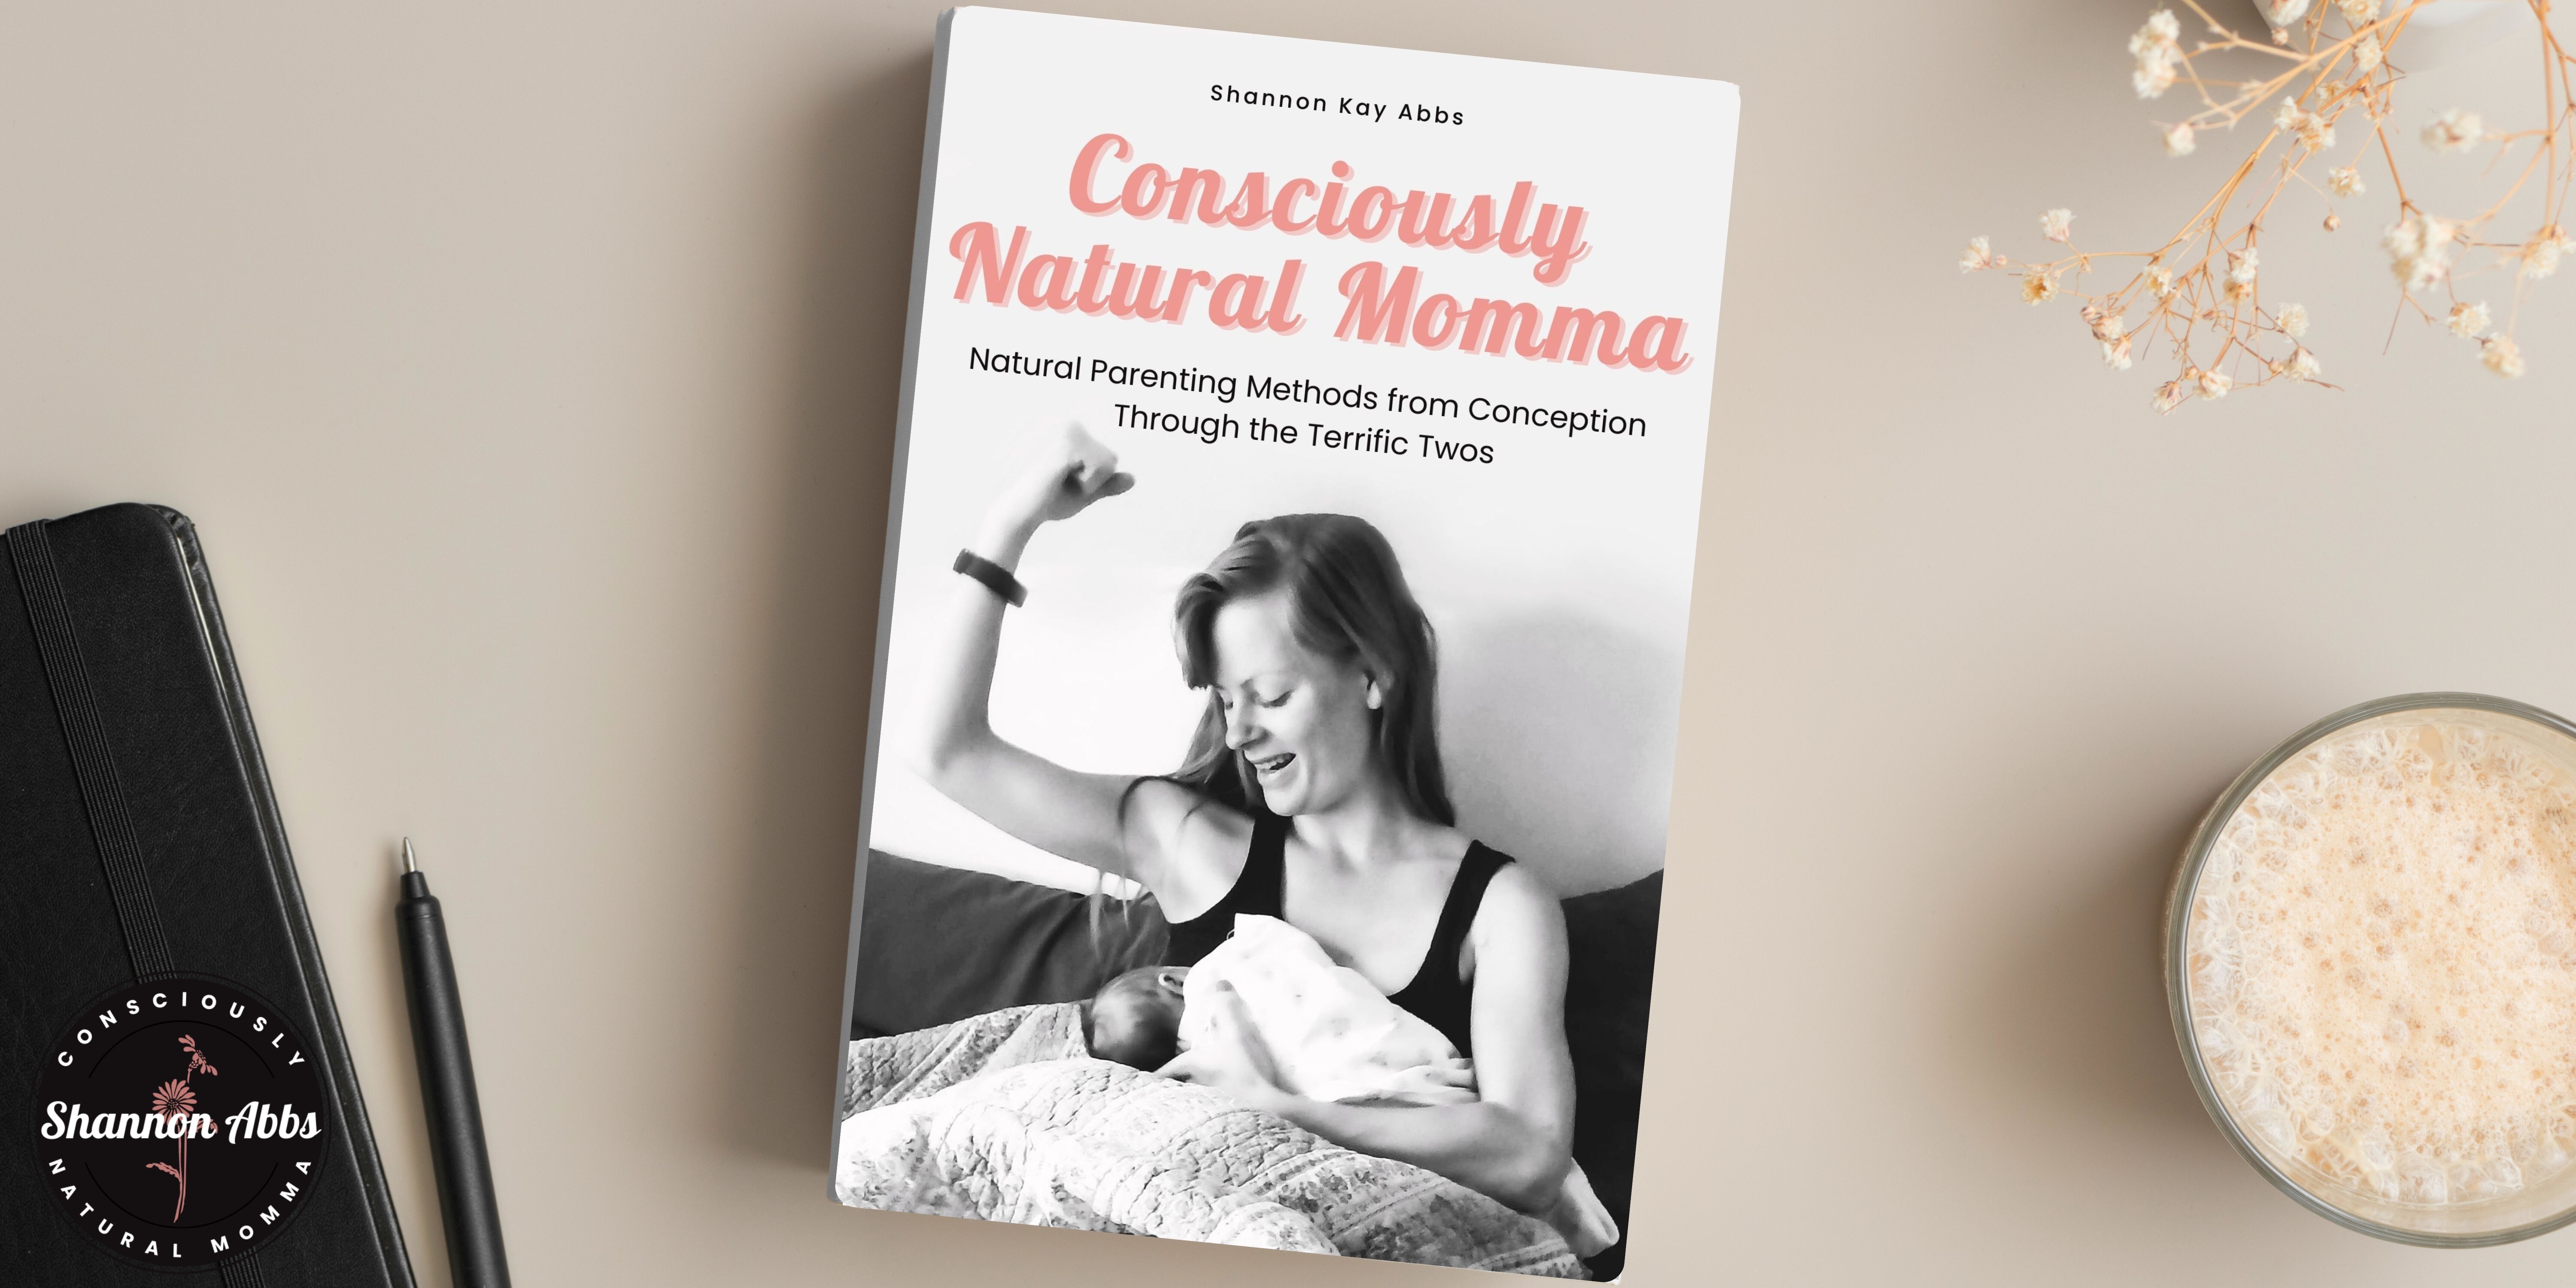 Shannon Kay Abbs
Consciously
Natural Momma
Natural Parenting Methods from Conception
Through the Terrific Twos
CONSCIOUSLY
Shannon Abbs
NATURAL MOMMA